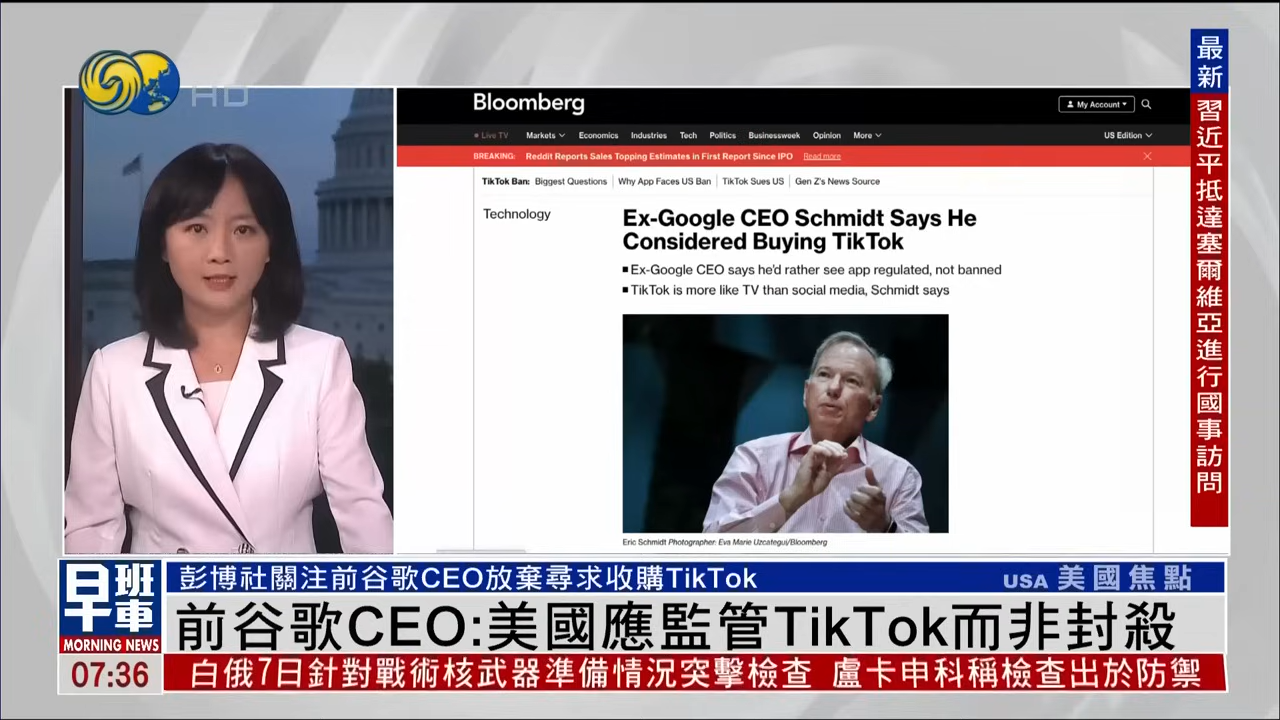 HD
Bloomberg
My Account
Live TV
Markets
Economics
Industries
Tech
Politics
Businessweek
Opinion
More
US Edition
BREAKING: Reddit Reports Sales Topping Estimates in First Report Since IPO Read more
TikTok Ban: Biggest Questions Why App Faces US Ban TikTok Sues US Gen Z's News Source
Technology
Ex-Google CEO Schmidt Says He
Considered Buying TikTok
Ex-Google CEO says he'd rather see app regulated, not banned
TikTok is more like TV than social media, Schmidt says
Eric Schmidt Photographer: Eva Marie Uzcategui/Bloomberg
最新
習近平抵達塞爾維亞進行國事訪問
早班車
MORNING NEWS
彭博社關注前谷歌CEO放棄尋求收購TikTok
USA 美國焦點
前谷歌CEO:美國應監管TikTok而非封殺
07:36
白俄7日針對戰術核武器準備情況突擊檢查 盧卡申科稱檢查出於防禦